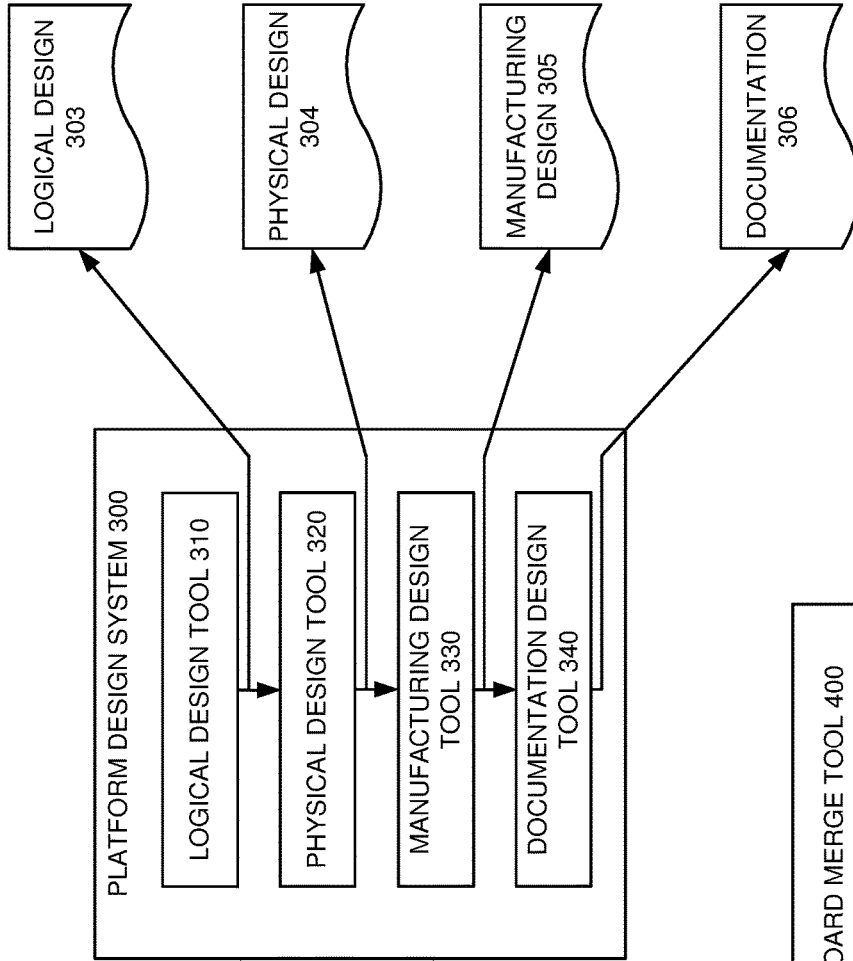 PLATFORM DESIGN SYSTEM 300
LOGICAL DESIGN TOOL 310
PHYSICAL DESIGN TOOL 320
MANUFACTURING DESIGN
TOOL 330
DOCUMENTATION DESIGN
TOOL 340
LOGICAL DESIGN
303
PHYSICAL DESIGN
304
MANUFACTURING
DESIGN 305
DOCUMENTATION
306
OARD MERGE TOOL 400